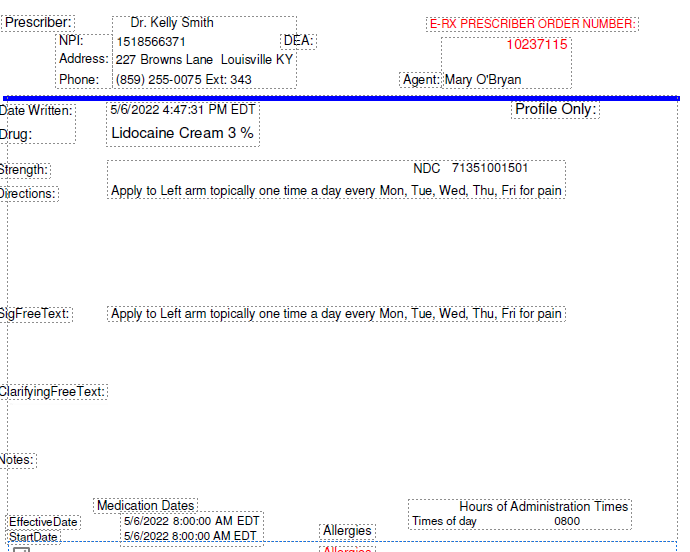 Prescriber: Dr. Kelly Smith E-RX PRESCRIBER ORDER NUMBER:
NPI: 1518566371 DEA: 10237115
Address: 227 Browns Lane Louisville KY
Phone: (859) 255-0075 Ext: 343 Agent: Mary O'Bryan
Date Written: 5/6/2022 4:47:31 PM EDT Profile Only:
Drug: Lidocaine Cream 3 %
Strength: NDC 71351001501
Directions: Apply to Left arm topically one time a day every Mon, Tue, Wed, Thu, Fri for pain
SigFreeText: Apply to Left arm topically one time a day every Mon, Tue, Wed, Thu, Fri for pain
ClarifyingFreeText:
Notes:
Medication Dates Hours of Administration Times
EffectiveDate 5/6/2022 8:00:00 AM EDT Times of day 0800
StartDate 5/6/2022 8:00:00 AM EDT Allergies
Allergies